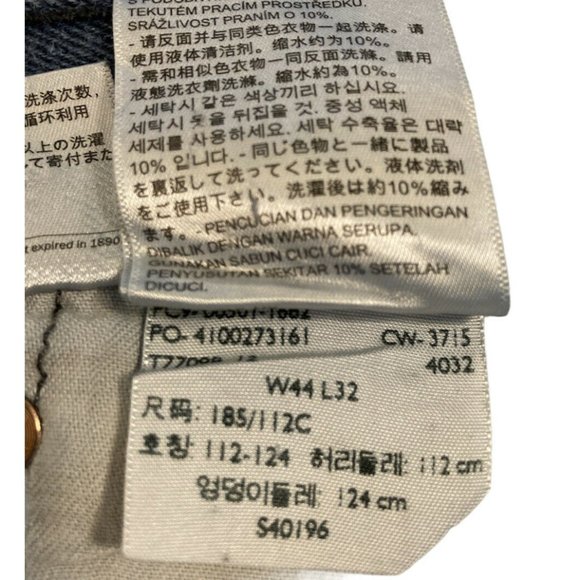 TEKUTÉM PRACÍM PROSTŘEDKU.
SRÁŽLIVOST PRANÍM O 10%.
- 请反面并与同类色衣物一起洗涤。请
使用液体清洁剂。缩水约为10%。
- 需和相似色衣物一同反面洗滌。請用
液態洗衣劑洗滌。縮水率約為10%。
- 세탁시 같은 색상끼리 하십시요.
세탁시 옷을 뒤집을 것. 중성 액체
세제를 사용하세요. 세탁 수축율은 대략
10% 입니다. - 同じ色物と一緒に製品
を裏返して洗ってください。液体洗剤
をご使用下さい。洗濯後は約10%縮み
ます。- PENCUCIAN DAN PENGERINGAN
DIBALIK DENGAN WARNA SERUPA.
GUNAKAN SABUN CUCI CAIR.
PENYUSUTAN SEKITAR 10% SETELAH
DICUCI.
洗涤次数,
循环利用
以上の洗濯
て寄付また
expired in 1890
PO- 4100273161 CW- 3715
4032
W44 L32
尺码: 185/112C
호칭 112-124 허리둘레: 112 cm
엉덩이둘레: 124 cm
S40196